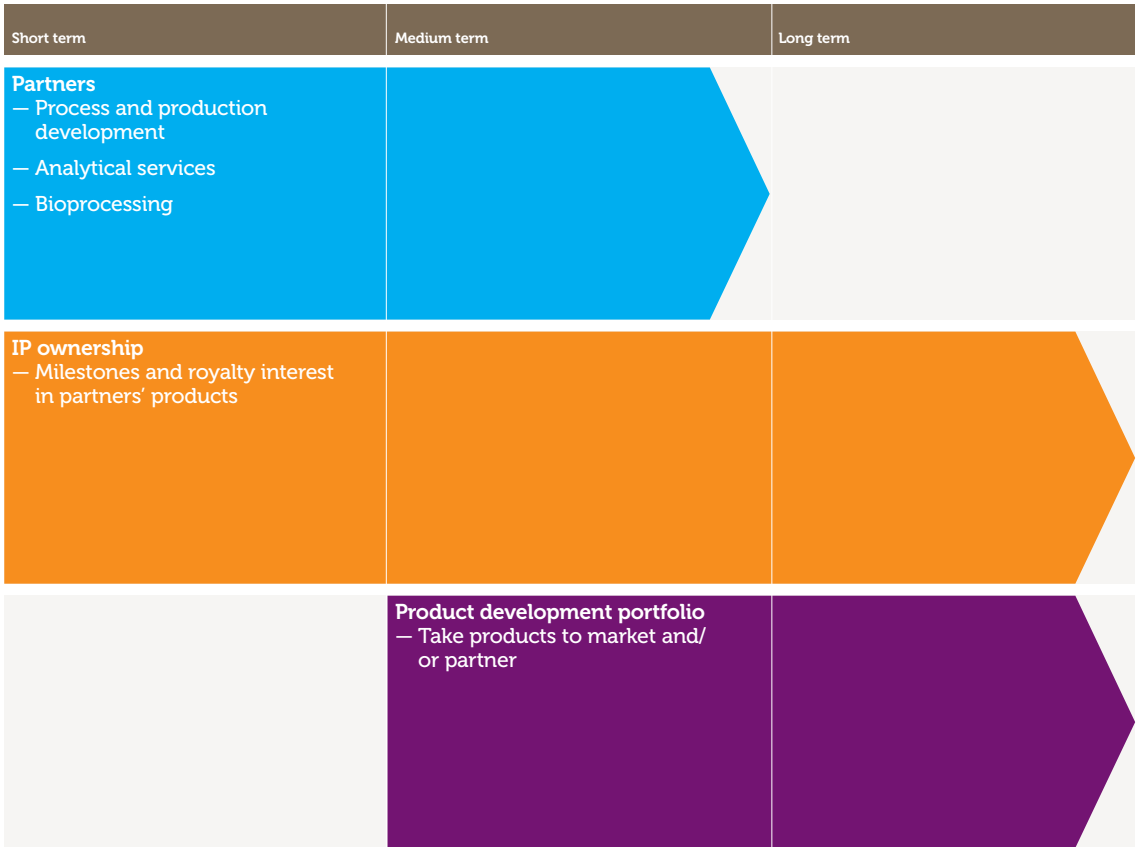 Short term
Medium term
Long term
Partners
— Process and production
development
— Analytical services
— Bioprocessing
IP ownership
— Milestones and royalty interest
in partners’ products
Product development portfolio
— Take products to market and/
or partner